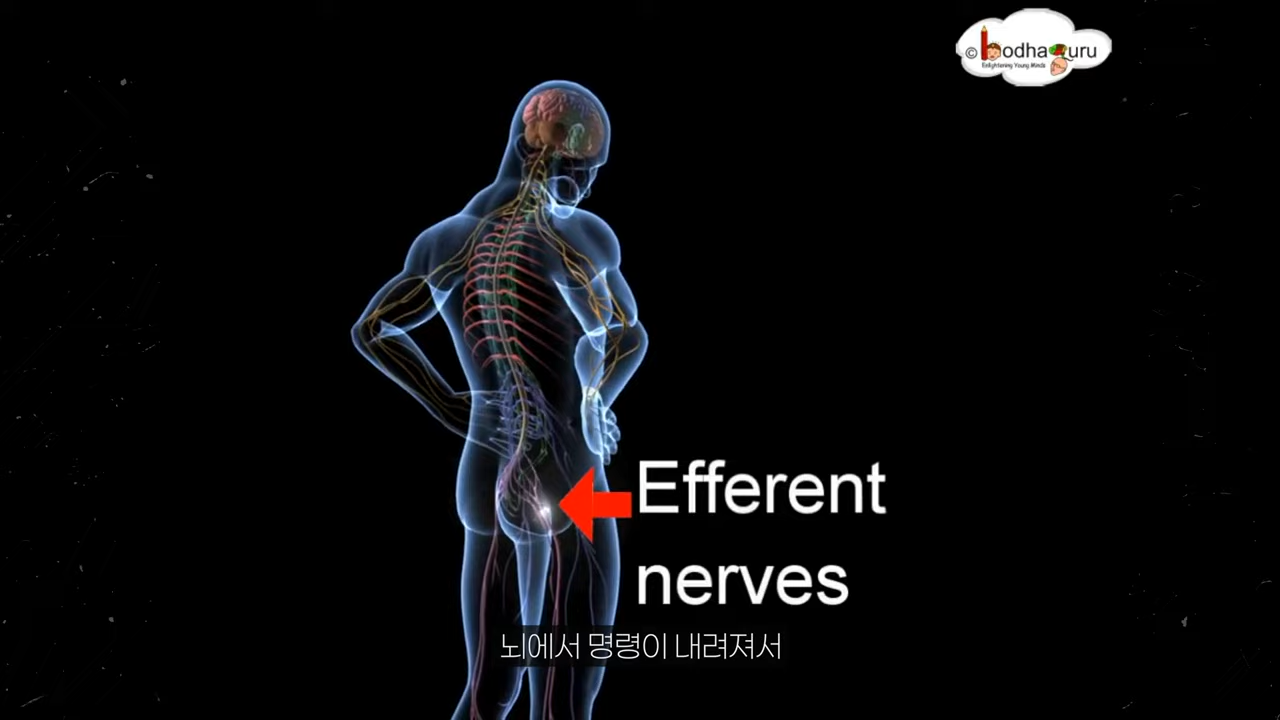 © bodhaguru
Enlightening Young Minds
Efferent
nerves
뇌에서 명령이 내려져서